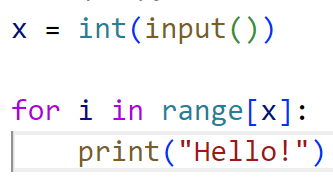 x = int(input())
for i in range[x]:
    print("Hello!")